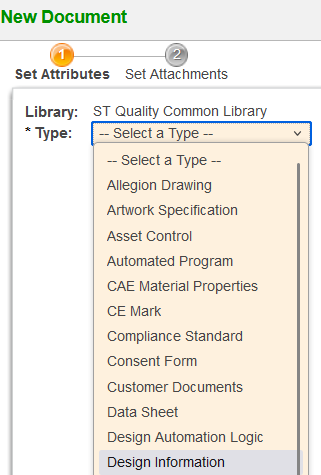 New Document
1 2
Set Attributes Set Attachments
Library: ST Quality Common Library
* Type: -- Select a Type --
-- Select a Type --
Allegion Drawing
Artwork Specification
Asset Control
Automated Program
CAE Material Properties
CE Mark
Compliance Standard
Consent Form
Customer Documents
Data Sheet
Design Automation Logic
Design Information